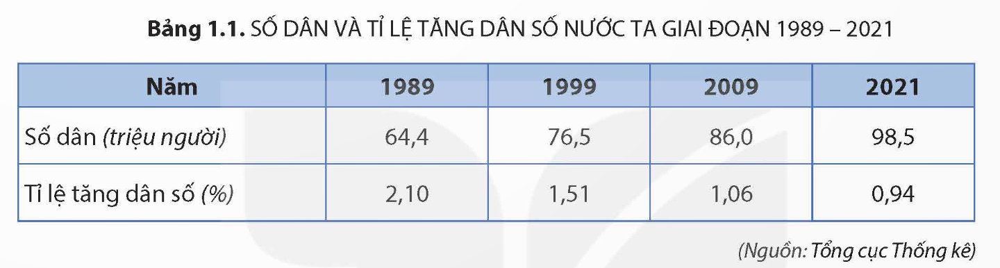 Bảng 1.1. SỐ DÂN VÀ TỈ LỆ TĂNG DÂN SỐ NƯỚC TA GIAI ĐOẠN 1989 – 2021
Năm 1989 1999 2009 2021
Số dân (triệu người) 64,4 76,5 86,0 98,5
Tỉ lệ tăng dân số (%) 2,10 1,51 1,06 0,94
(Nguồn: Tổng cục Thống kê)